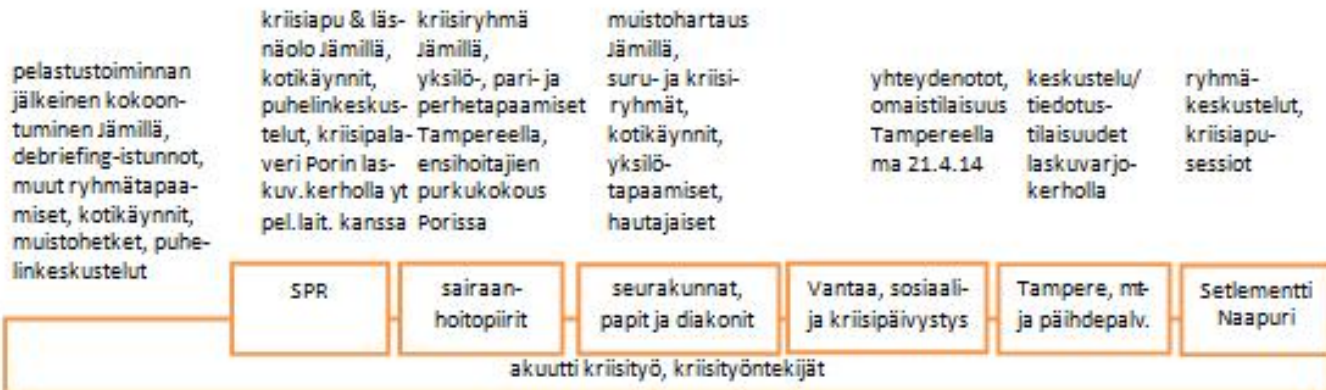 pelastustoiminnan
jälkeinen kokoon-
tuminen Jämillä,
debriefing-istunnot,
muut ryhmätapaa-
miset, kotikäynnit,
muistohetket, puhe-
linkeskustelut
kriisiapu & läs-
näolo Jämillä,
kotikäynnit,
puhelinkeskus-
telut, kriisipala-
veri Porin las-
kuv.kerholla yt
pel.lait. kanssa
kriisiryhmä
Jämillä,
yksilö-, pari- ja
perhetapaamiset
Tampereella,
ensihoitajien
purkukokous
Porissa
muistohartaus
Jämillä,
suru- ja kriisi-
ryhmät,
kotikäynnit,
yksilö-
tapaamiset,
hautajaiset
yhteydenotot,
omaistilaisuus
Tampereella
ma 21.4.14
keskustelu/
tiedotus-
tilaisuudet
laskuvarjo-
kerholla
ryhmä-
keskustelut,
kriisiapu-
sessiot
SPR
sairaan-
hoitopiirit
seurakunnat,
papit ja diakonit
Vantaa, sosiaali-
ja kriisipäivystys
Tampere, mt-
ja päihdepalv.
Setlementti
Naapuri
akuutti kriisityö, kriisityöntekijät